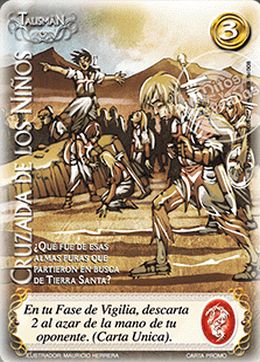 TALISMAN
3
CRUZADA DE LOS NIÑOS
¿QUÉ FUE DE ESAS
ALMAS PURAS QUE
PARTIERON EN BUSCA
DE TIERRA SANTA?
En tu Fase de Vigilia, descarta
2 al azar de la mano de tu
oponente. (Carta Unica).
ILUSTRADOR: MAURICIO HERRERA
CARTA PROMO